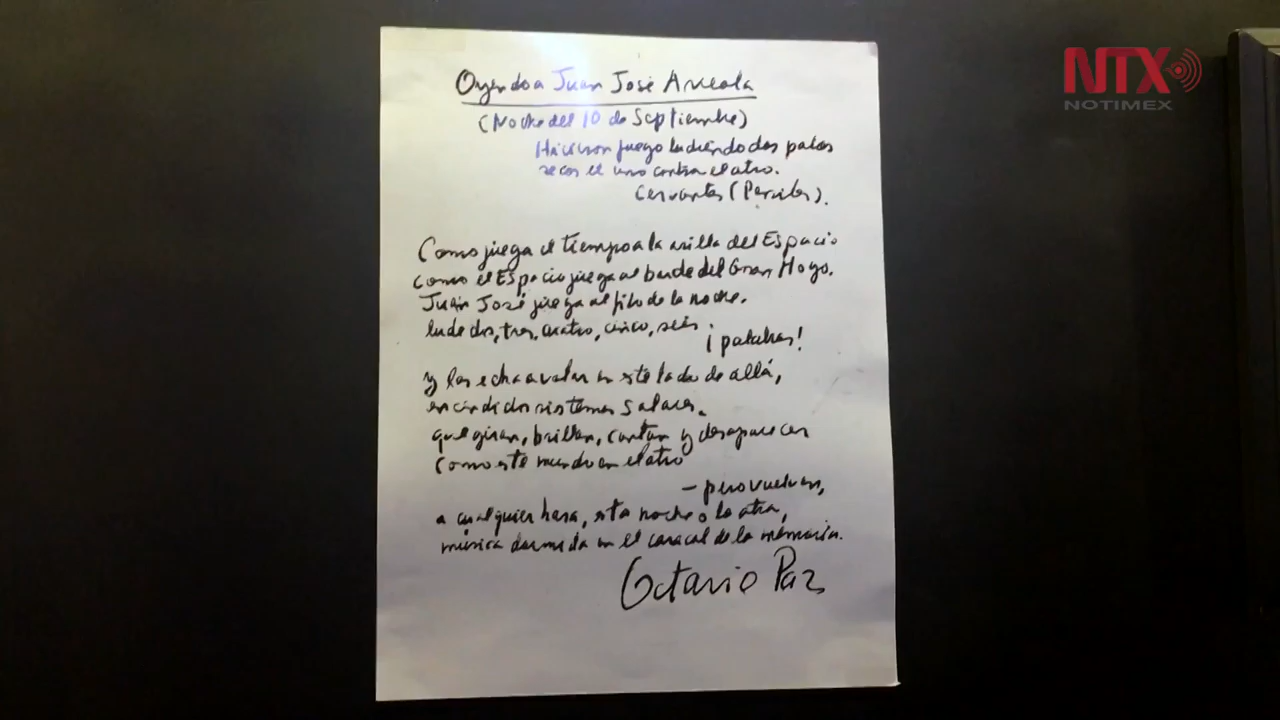 Oyendo a Juan José Arreola
(Noche del 10 de Septiembre)
Hicieron fuego ludiendo dos palos
secos el uno contra el otro.
Cervantes (Persiles).
Como juega el tiempo a la orilla del Espacio
como el Espacio juega al borde del Gran Hoyo.
Juan José juega al filo de la noche.
lude dos, tres, cuatro, cinco, seis.
¡palabras!
y las echa a volar en este lado de allá,
encendidos sistemas solares.
que giran, brillan, cantan y desaparecen
como este mundo en el otro
– pero vuelven,
a cualquier hora, esta noche o la otra,
música dormida en el caracol de la memoria.
Octavio Paz
NTX
NOTIMEX